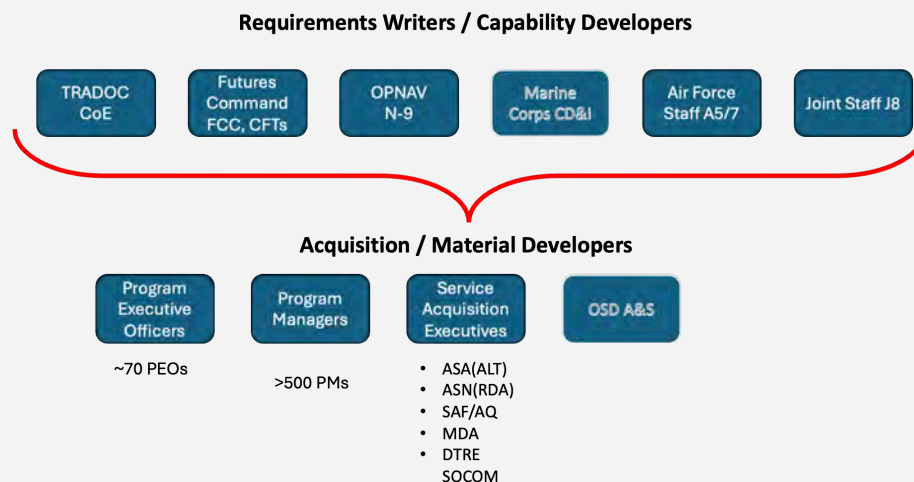 Requirements Writers / Capability Developers
TRADOC
CoE
Futures
Command
FCC, CFTs
OPNAV
N-9
Marine
Corps CD&I
Air Force
Staff A5/7
Joint Staff J8
Acquisition / Material Developers
Program
Executive
Officers
Program
Managers
Service
Acquisition
Executives
OSD A&S
~70 PEOs
>500 PMs
• ASA(ALT)
• ASN(RDA)
• SAF/AQ
• MDA
• DTRE
SOCOM